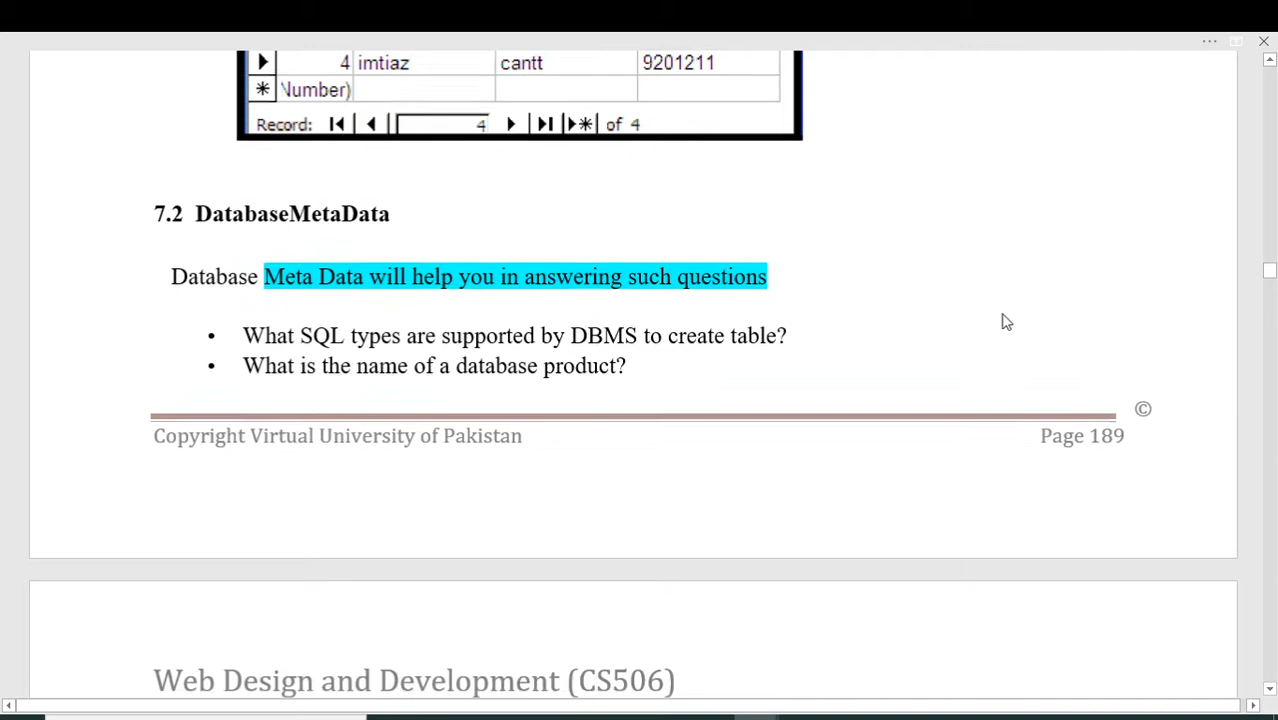 4 imtiaz cantt 9201211
Number)
Record: 4 of 4
7.2 DatabaseMetaData
Database Meta Data will help you in answering such questions
• What SQL types are supported by DBMS to create table?
• What is the name of a database product?
©
Copyright Virtual University of Pakistan Page 189
Web Design and Development (CS506)